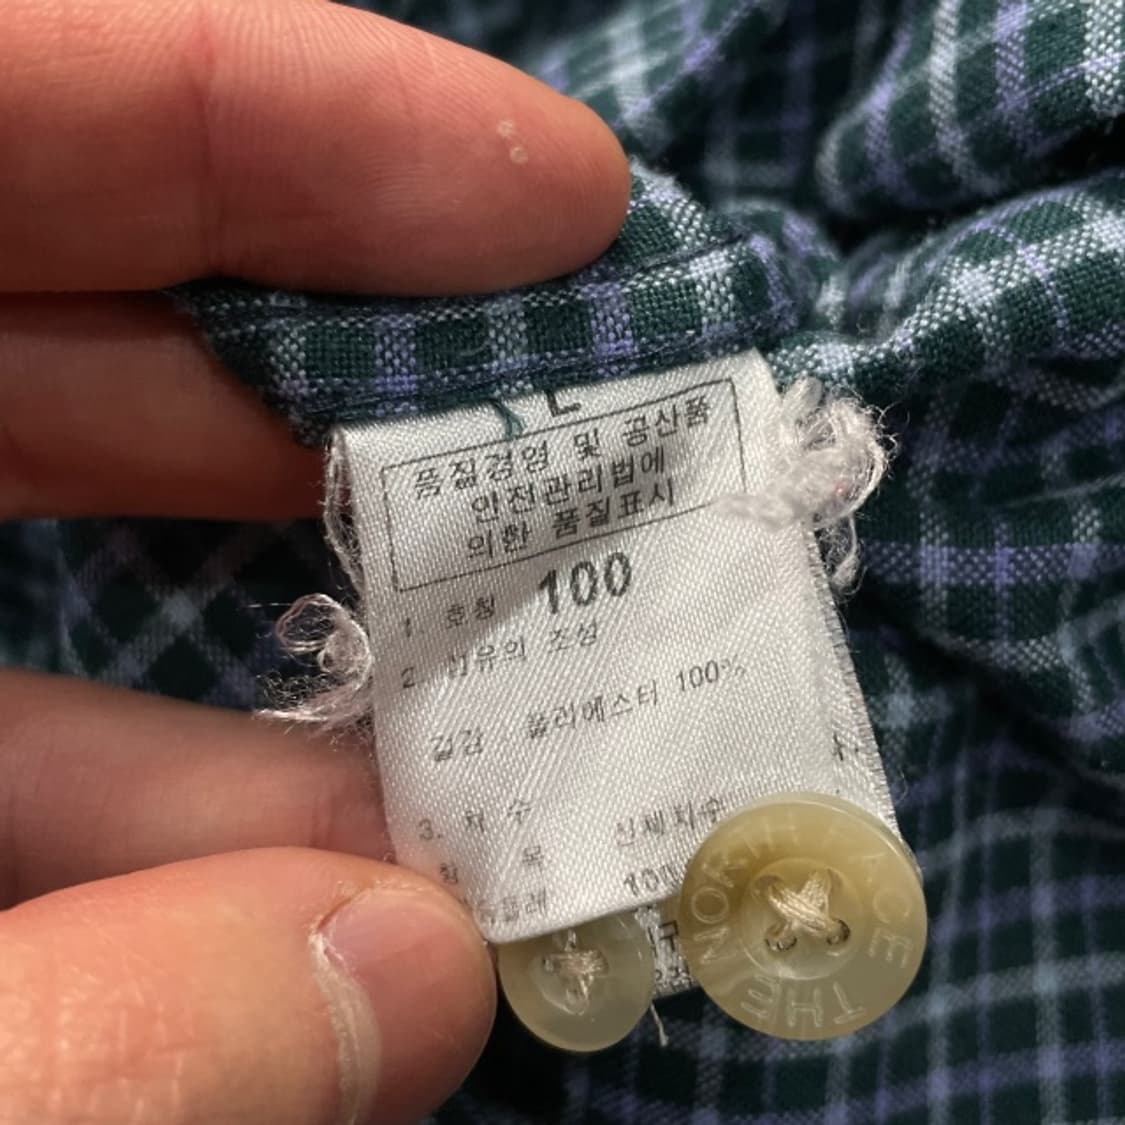 L
품질경영 및 공산품
안전관리법에
의한 품질표시
1. 호칭 100
2. 섬유의 조성
겉감 폴리에스터 100%
3. 치 수
항 목 신체치수
THE NORTH FACE